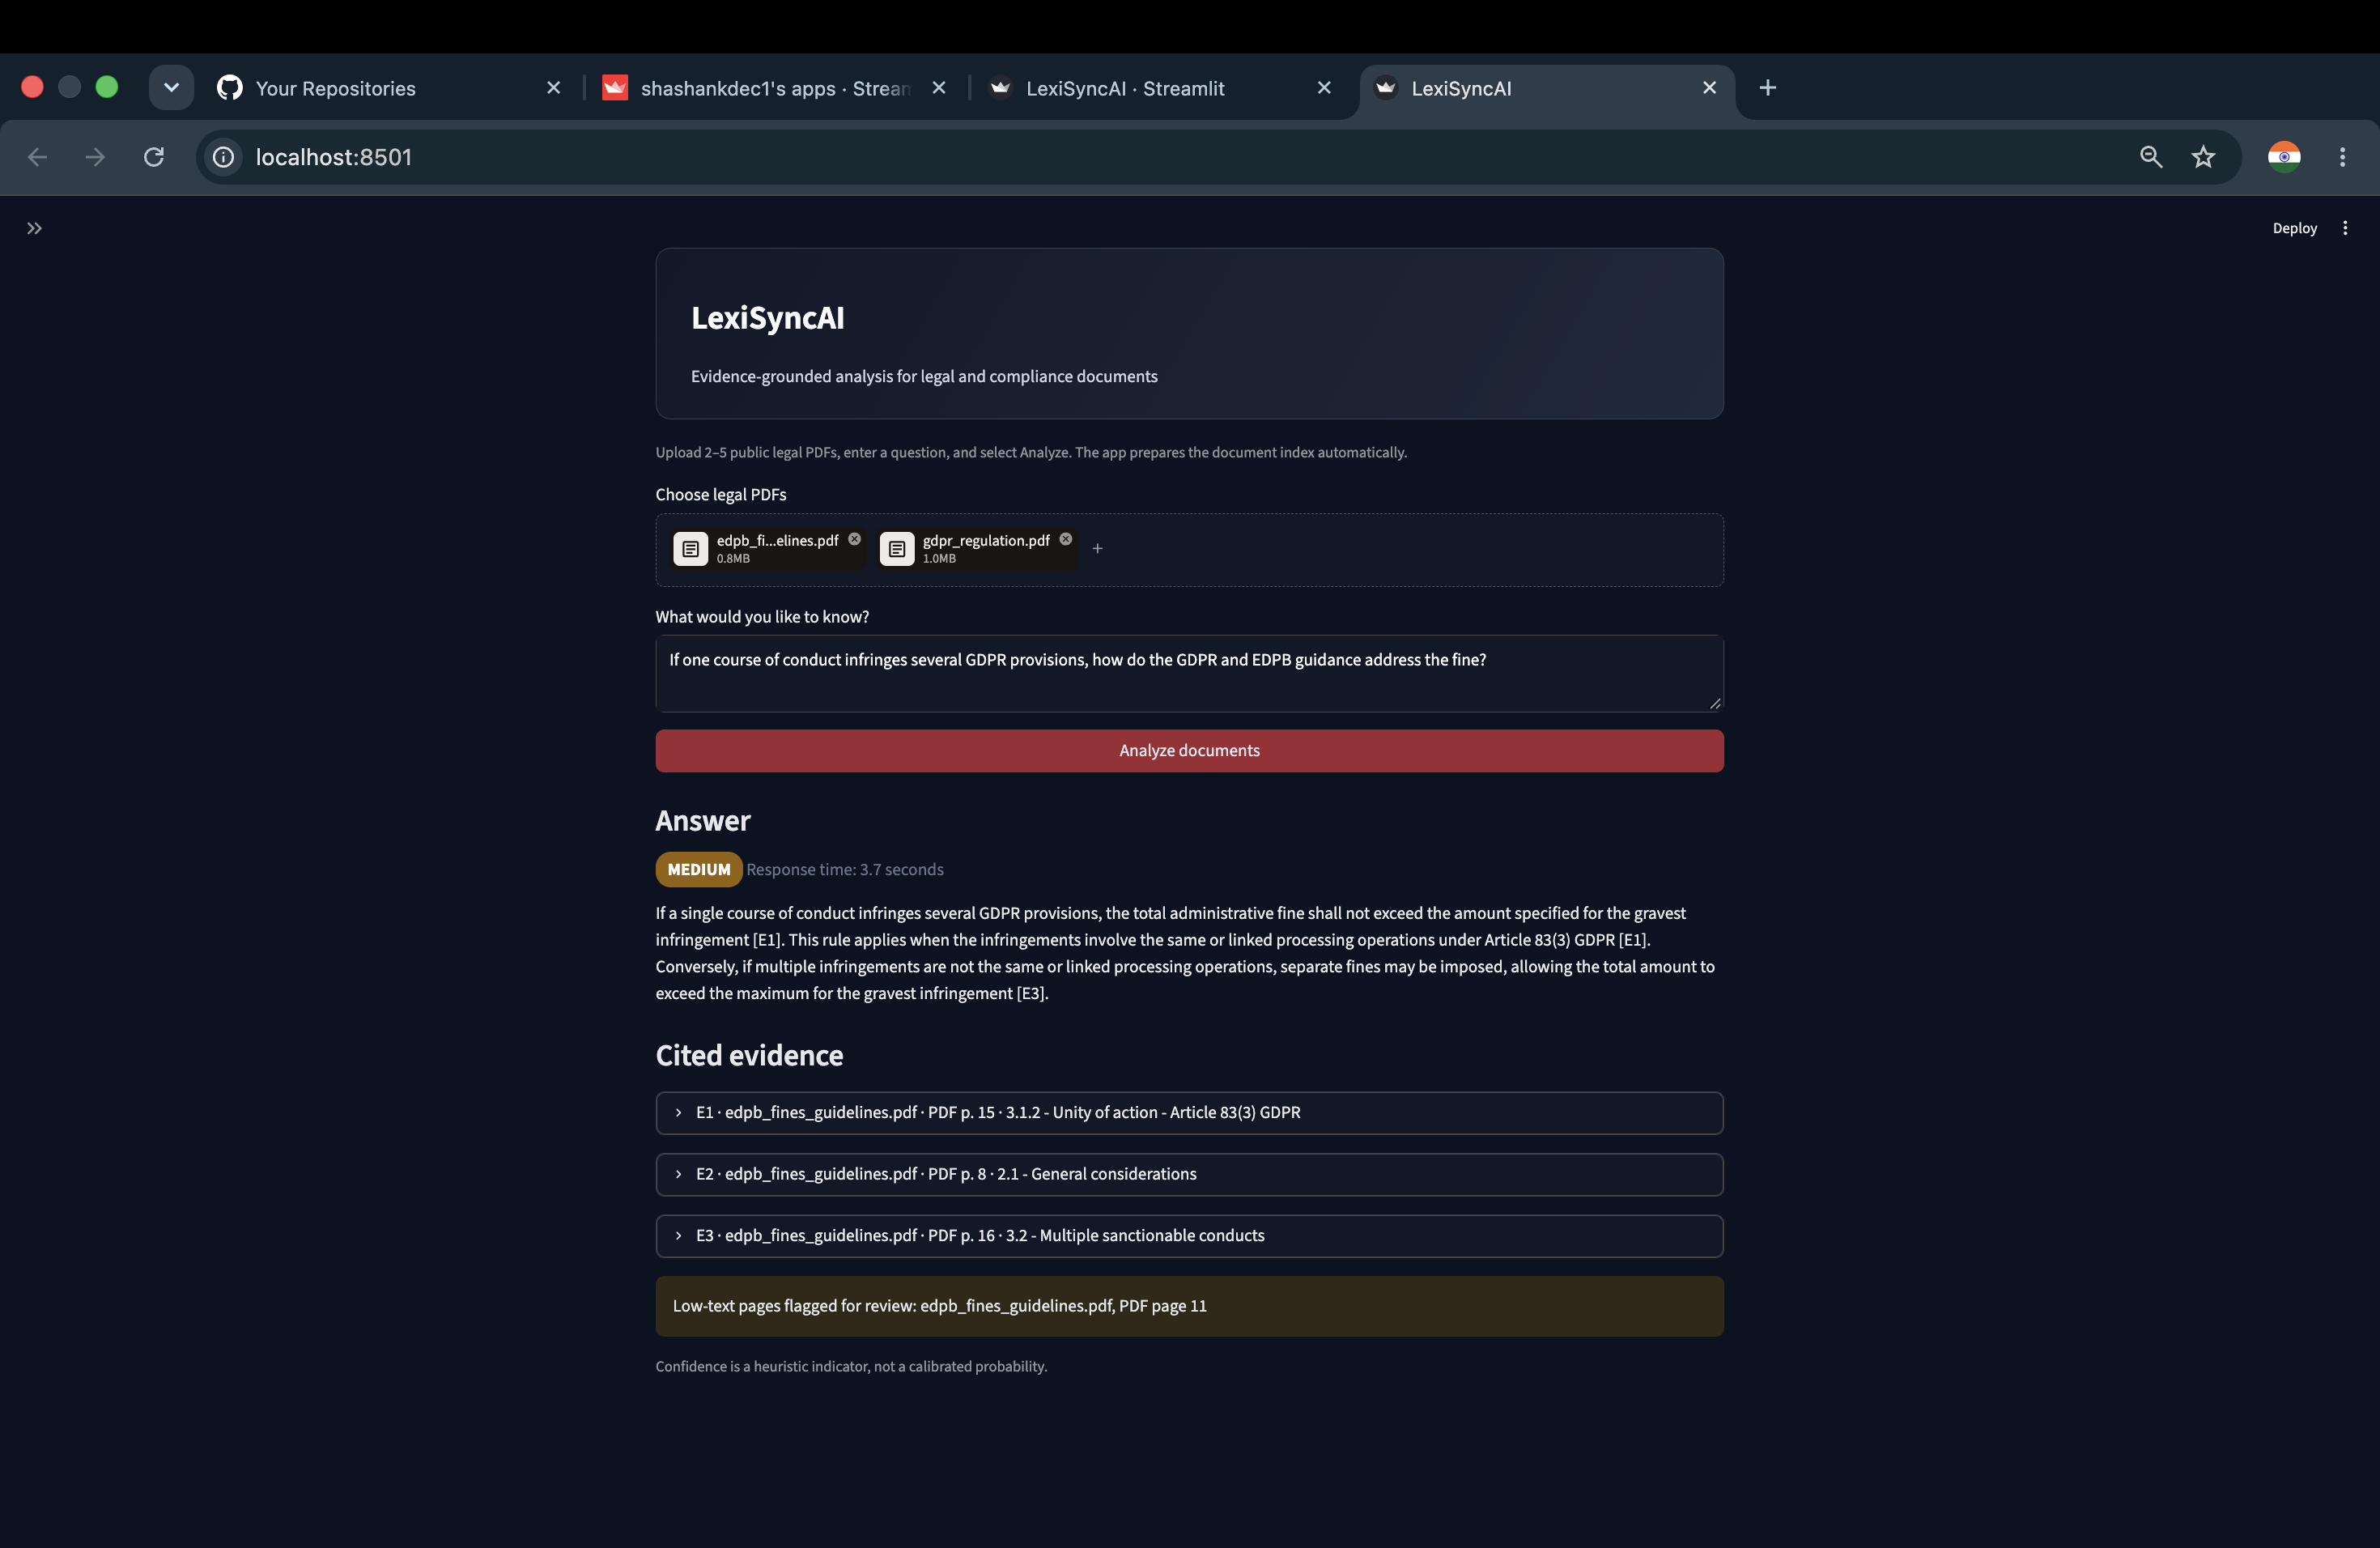 Your Repositories
shashankdec1's apps · Stream
LexiSyncAI · Streamlit
LexiSyncAI
localhost:8501
Deploy
LexiSyncAI
Evidence-grounded analysis for legal and compliance documents
Upload 2–5 public legal PDFs, enter a question, and select Analyze. The app prepares the document index automatically.
Choose legal PDFs
edpb_fi...elines.pdf
0.8MB
gdpr_regulation.pdf
1.0MB
What would you like to know?
If one course of conduct infringes several GDPR provisions, how do the GDPR and EDPB guidance address the fine?
Analyze documents
Answer
MEDIUM Response time: 3.7 seconds
If a single course of conduct infringes several GDPR provisions, the total administrative fine shall not exceed the amount specified for the gravest
infringement [E1]. This rule applies when the infringements involve the same or linked processing operations under Article 83(3) GDPR [E1].
Conversely, if multiple infringements are not the same or linked processing operations, separate fines may be imposed, allowing the total amount to
exceed the maximum for the gravest infringement [E3].
Cited evidence
E1 · edpb_fines_guidelines.pdf · PDF p. 15 · 3.1.2 - Unity of action - Article 83(3) GDPR
E2 · edpb_fines_guidelines.pdf · PDF p. 8 · 2.1 - General considerations
E3 · edpb_fines_guidelines.pdf · PDF p. 16 · 3.2 - Multiple sanctionable conducts
Low-text pages flagged for review: edpb_fines_guidelines.pdf, PDF page 11
Confidence is a heuristic indicator, not a calibrated probability.